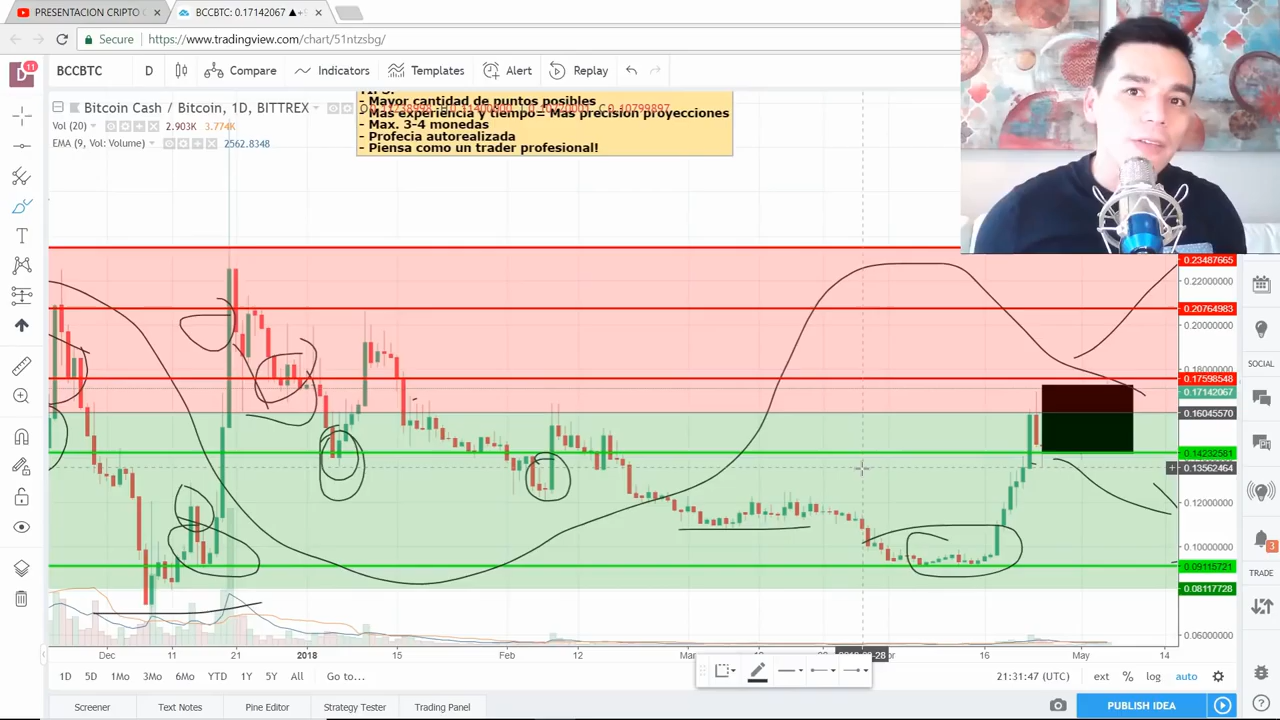 PRESENTACION CRIPTO
BCCBTC: 0.17142067 ▲+
Secure
https://www.tradingview.com/chart/51ntzsbg/
11
BCCBTC
D
Compare
Indicators
Templates
Alert
Replay
Bitcoin Cash / Bitcoin, 1D, BITTREX
Vol (20)
2.903K 3.774K
EMA (9, Vol: Volume)
2562.8348
- Mayor cantidad de puntos posibles
- Mas experiencia y tiempo= Mas precision proyecciones
- Max. 3-4 monedas
- Profecia autorealizada
- Piensa como un trader profesional!
0.23487665
0.22000000
0.20764983
0.20000000
0.18000000
0.17598548
0.17142067
0.16045570
0.14232581
0.13562464
0.12000000
0.10000000
0.09115721
0.08117728
0.06000000
SOCIAL
3
TRADE
Dec
11
21
2018
15
Feb
12
Mar
16
May
14
1D
5D
3Mo
6Mo
YTD
1Y
5Y
All
Go to...
21:31:47 (UTC)
ext
%
log
auto
Screener
Text Notes
Pine Editor
Strategy Tester
Trading Panel
PUBLISH IDEA